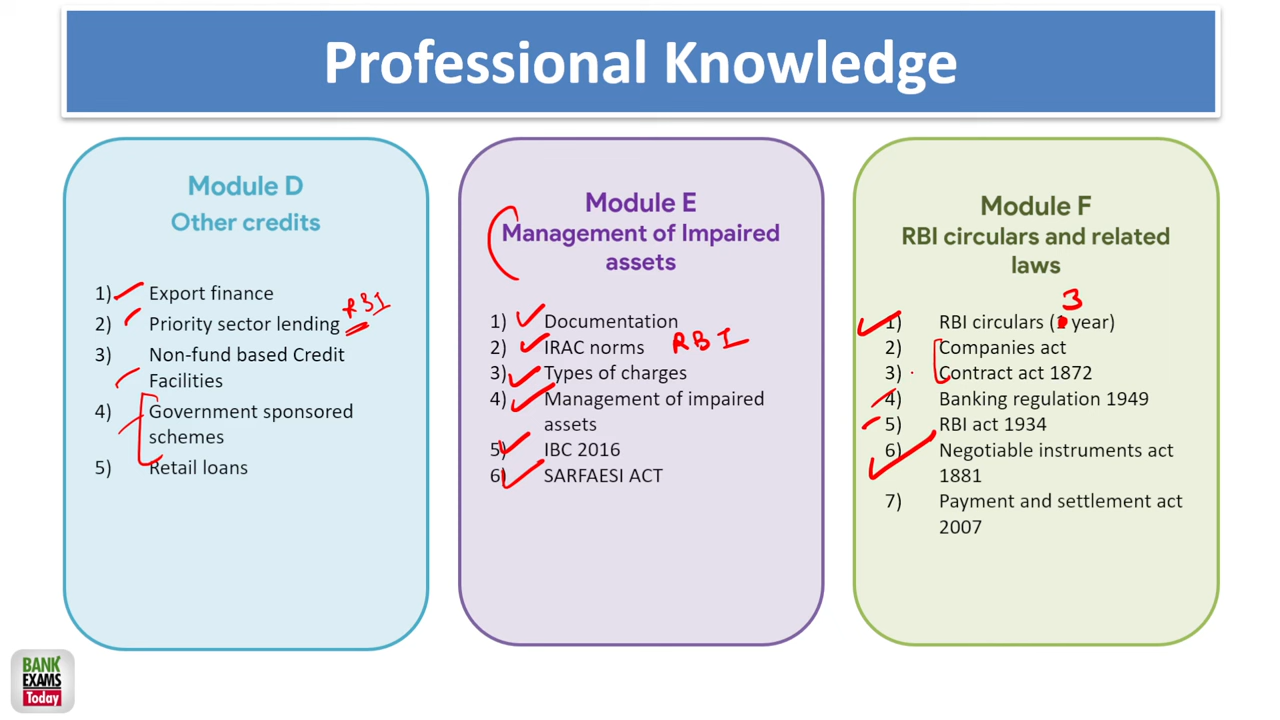 Professional Knowledge
Module D
Other credits
1) Export finance
2) Priority sector lending RBI
3) Non-fund based Credit
Facilities
4) Government sponsored
schemes
5) Retail loans
Module E
Management of Impaired
assets
1) Documentation
2) IRAC norms RBI
3) Types of charges
4) Management of impaired
assets
5) IBC 2016
6) SARFAESI ACT
Module F
RBI circulars and related
laws
3
1) RBI circulars (1 year)
2) Companies act
3) Contract act 1872
4) Banking regulation 1949
5) RBI act 1934
6) Negotiable instruments act
1881
7) Payment and settlement act
2007
BANK
EXAMS
Today